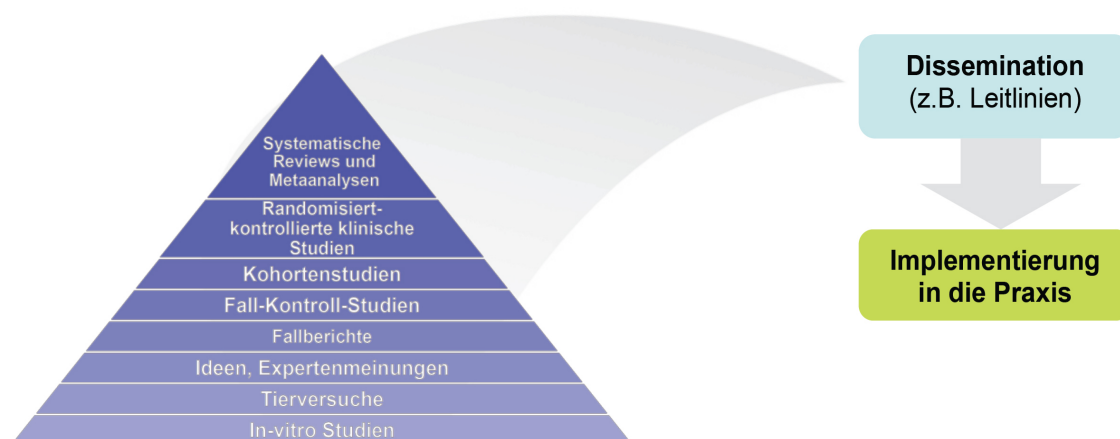 Systematische
Reviews und
Metaanalysen
Randomisiert-
kontrollierte klinische
Studien
Kohortenstudien
Fall-Kontroll-Studien
Fallberichte
Ideen, Expertenmeinungen
Tierversuche
In-vitro Studien
Dissemination
(z.B. Leitlinien)
Implementierung
in die Praxis